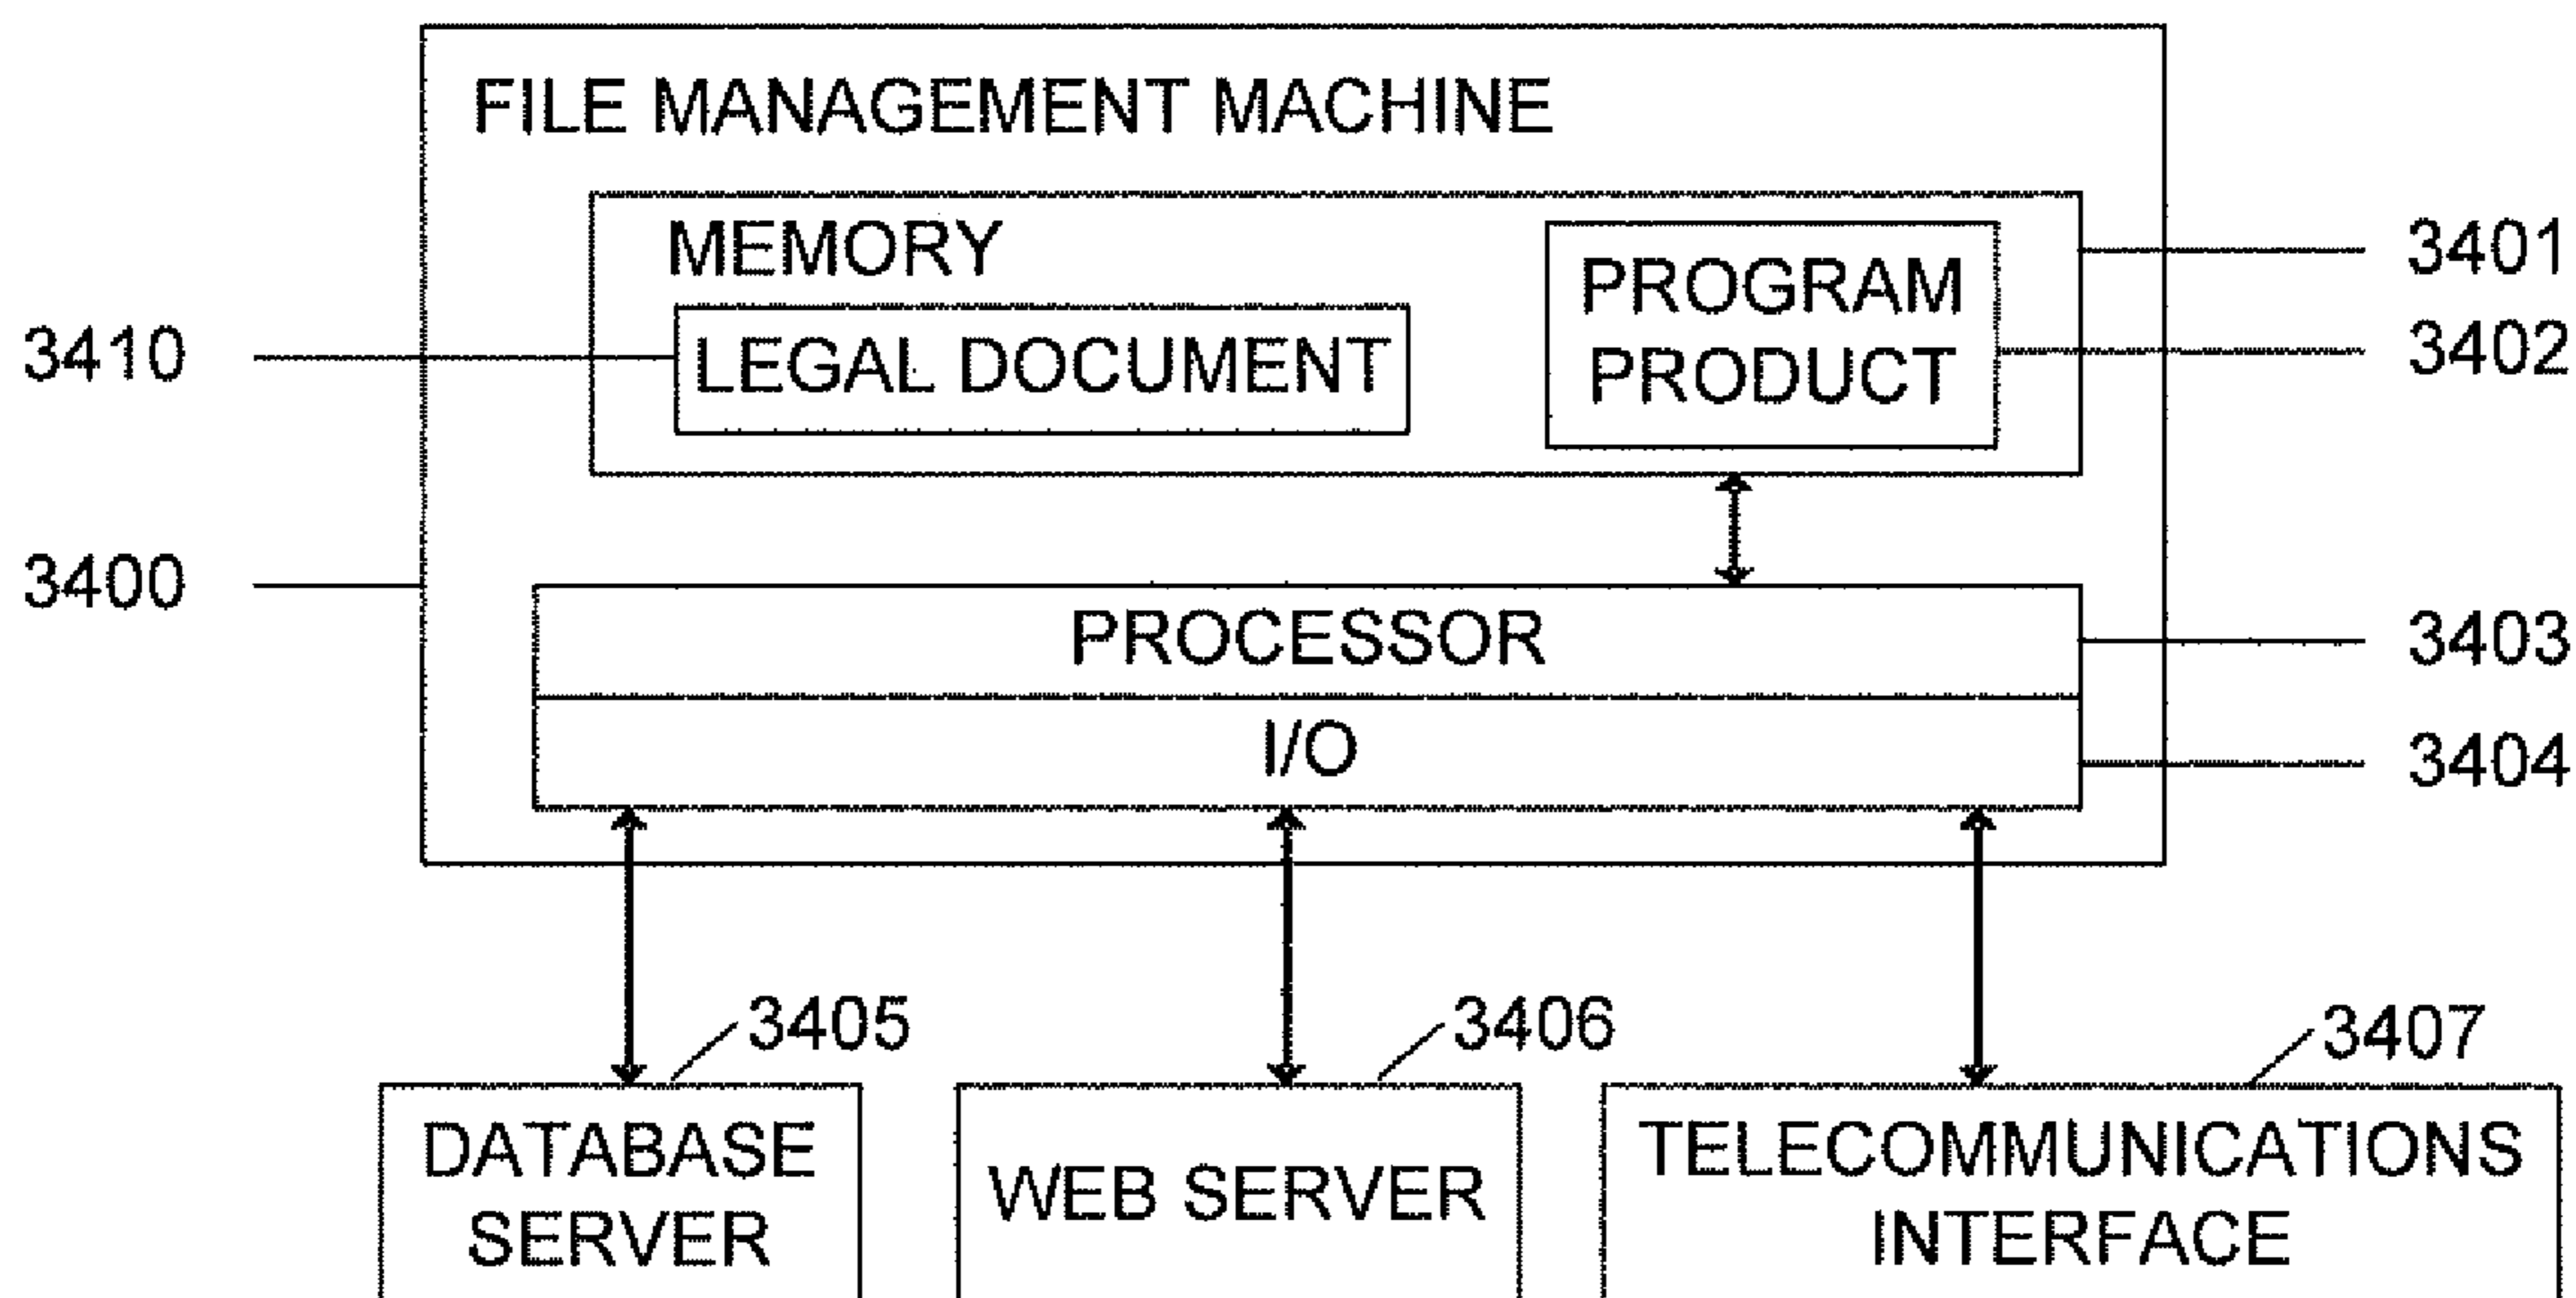 FILE MANAGEMENT MACHINE
MEMORY
PROGRAM
PRODUCT
LEGAL DOCUMENT
3401
3410
3402
3400
PROCESSOR
3403
I/O
3404
3405
3406
3407
DATABASE
SERVER
WEB SERVER
TELECOMMUNICATIONS
INTERFACE